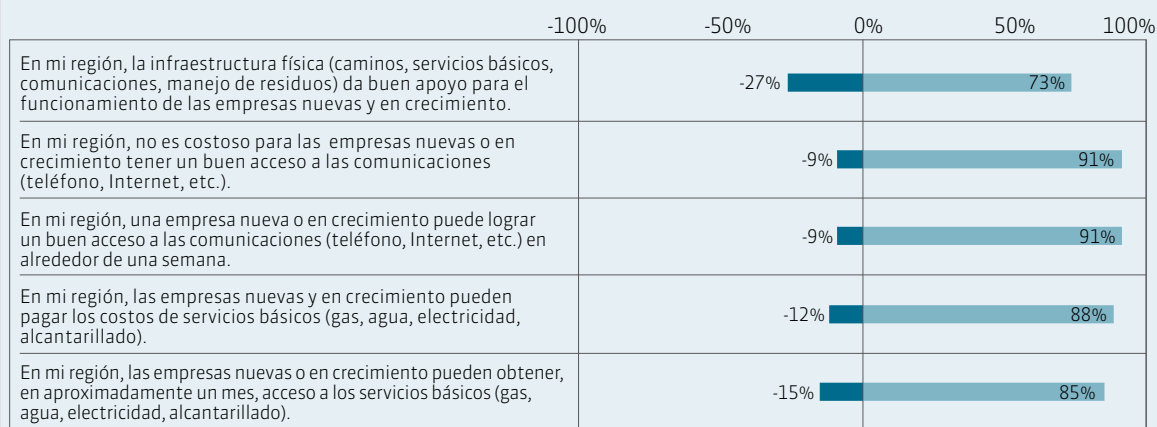 -100% -50% 0% 50% 100%
En mi región, la infraestructura física (caminos, servicios básicos,
comunicaciones, manejo de residuos) da buen apoyo para el
funcionamiento de las empresas nuevas y en crecimiento.
-27% 73%
En mi región, no es costoso para las empresas nuevas o en
crecimiento tener un buen acceso a las comunicaciones
(teléfono, Internet, etc.).
-9% 91%
En mi región, una empresa nueva o en crecimiento puede lograr
un buen acceso a las comunicaciones (teléfono, Internet, etc.) en
alrededor de una semana.
-9% 91%
En mi región, las empresas nuevas y en crecimiento pueden
pagar los costos de servicios básicos (gas, agua, electricidad,
alcantarillado).
-12% 88%
En mi región, las empresas nuevas o en crecimiento pueden obtener,
en aproximadamente un mes, acceso a los servicios básicos (gas,
agua, electricidad, alcantarillado).
-15% 85%